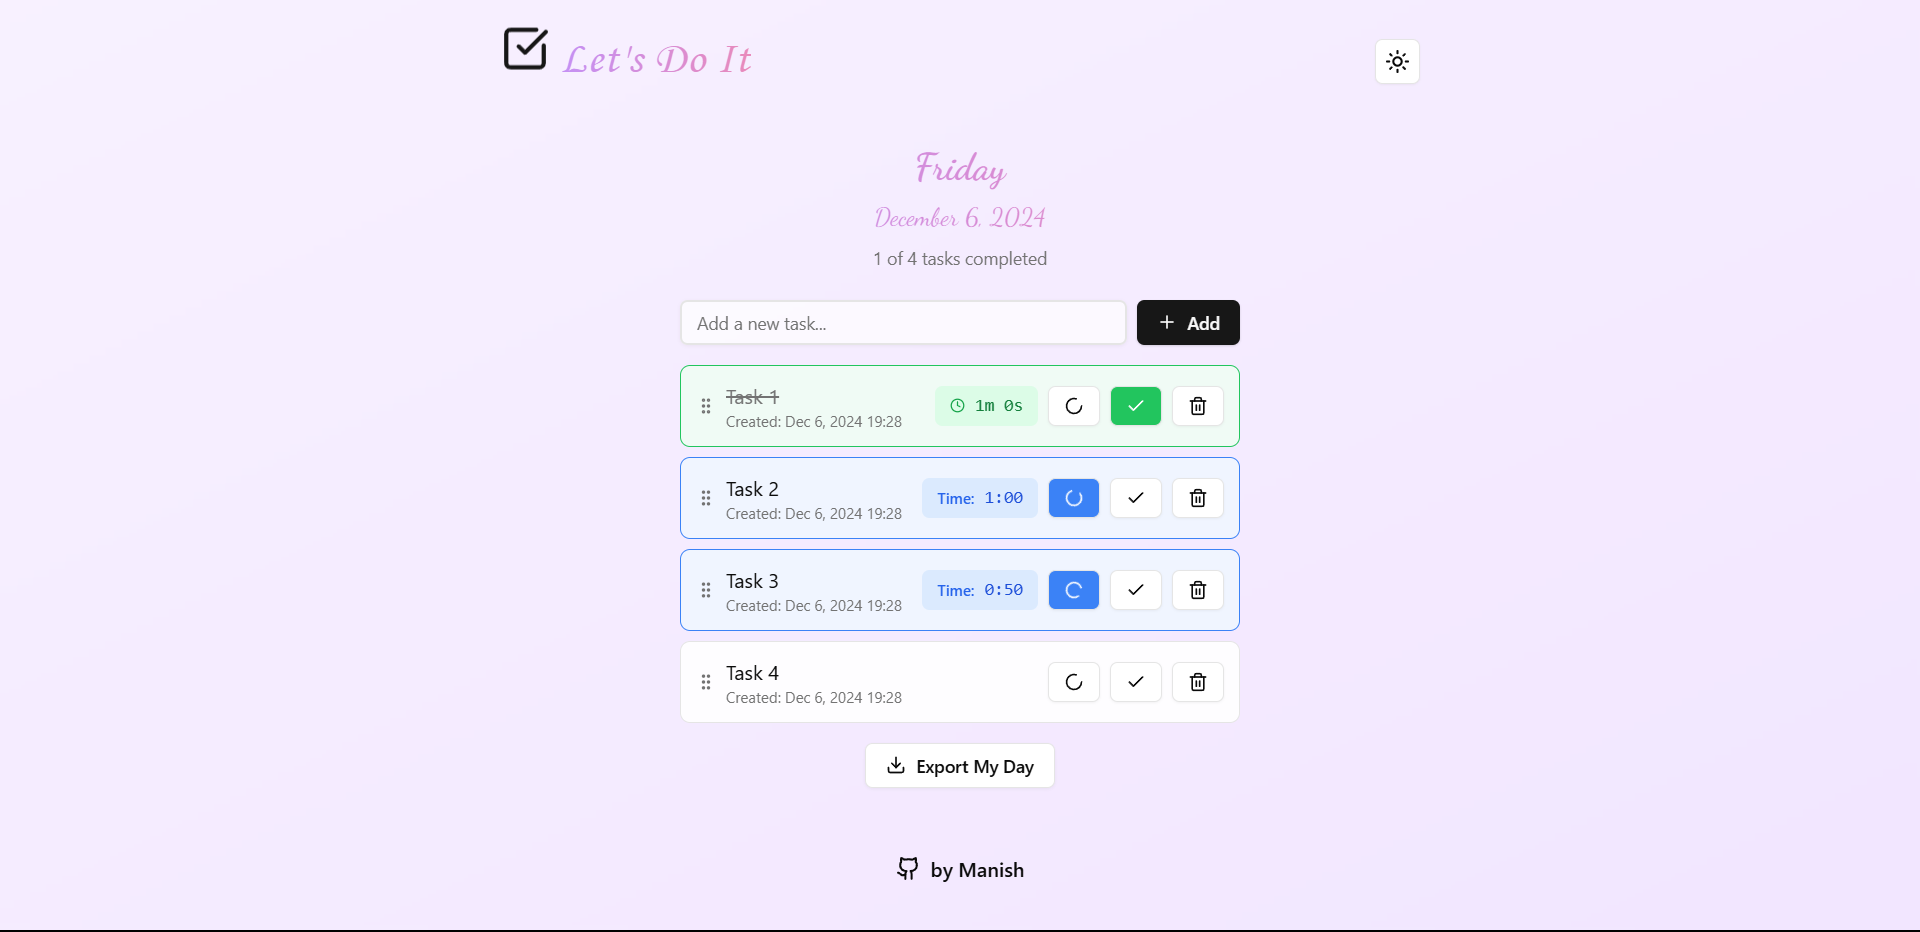 Let's Do It
Friday
December 6, 2024
1 of 4 tasks completed
Add a new task...
Add
Task 1
Created: Dec 6, 2024 19:28
1m 0s
Task 2
Created: Dec 6, 2024 19:28
Time: 1:00
Task 3
Created: Dec 6, 2024 19:28
Time: 0:50
Task 4
Created: Dec 6, 2024 19:28
Export My Day
by Manish